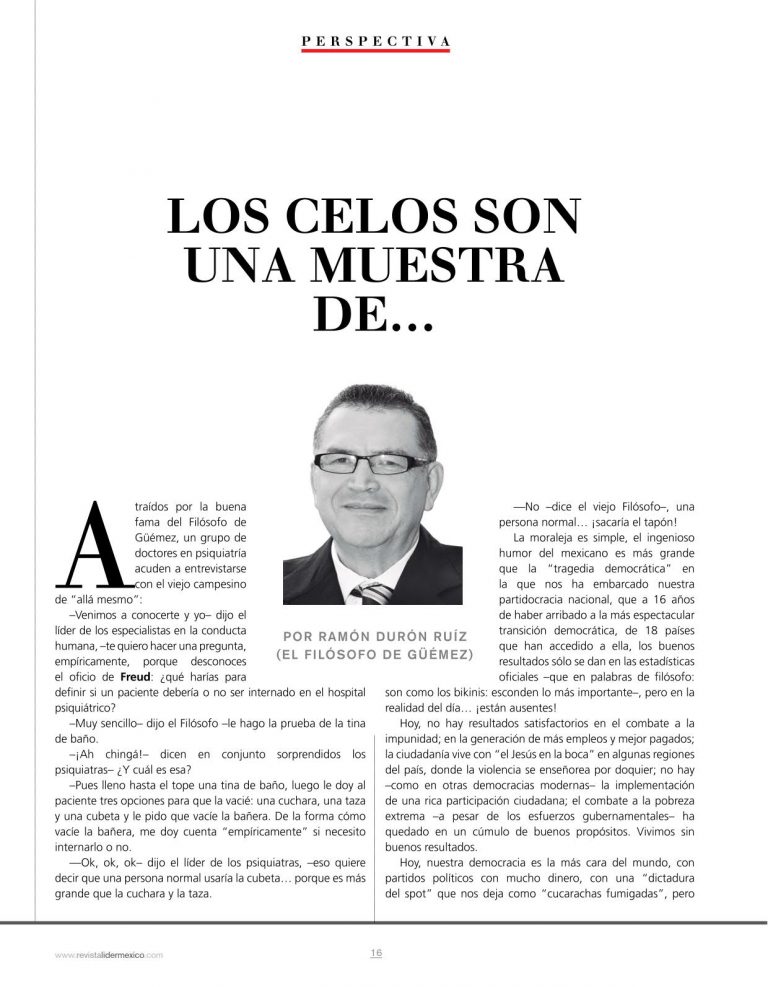 PERSPECTIVA
LOS CELOS SON
UNA MUESTRA
DE...
POR RAMÓN DURÓN RUÍZ
(EL FILÓSOFO DE GÜÉMEZ)
Atraídos por la buena
fama del Filósofo de
Güémez, un grupo de
doctores en psiquiatría
acuden a entrevistarse
con el viejo campesino
de “allá mismo”:
–Venimos a conocerte y yo– dijo el
líder de los especialistas en la conducta
humana, –te quiero hacer una pregunta,
empíricamente, porque desconoces
el oficio de Freud: ¿qué harías para
definir si un paciente debería o no ser internado en el hospital
psiquiátrico?
–Muy sencillo– dijo el Filósofo –le hago la prueba de la tina
de baño.
–¡Ah chingá!– dicen en conjunto sorprendidos los
psiquiatras– ¿Y cuál es esa?
–Pues lleno hasta el tope una tina de baño, luego le doy al
paciente tres opciones para que la vacié: una cuchara, una taza
y una cubeta y le pido que vacíe la bañera. De la forma cómo
vacíe la bañera, me doy cuenta “empíricamente” si necesito
internarlo o no.
—Ok, ok, ok– dijo el líder de los psiquiatras, –eso quiere
decir que una persona normal usaría la cubeta… porque es más
grande que la cuchara y la taza.
—No –dice el viejo Filósofo–, una
persona normal… ¡sacaría el tapón!
La moraleja es simple, el ingenioso
humor del mexicano es más grande
que la “tragedia democrática” en
la que nos ha embarcado nuestra
partidocracia nacional, que a 16 años
de haber arribado a la más espectacular
transición democrática, de 18 países
que han accedido a ella, los buenos
resultados sólo se dan en las estadísticas
oficiales –que en palabras de filósofo:
son como los bikinis: esconden lo más importante–, pero en la
realidad del día… ¡están ausentes!
Hoy, no hay resultados satisfactorios en el combate a la
impunidad; en la generación de más empleos y mejor pagados;
la ciudadanía vive con “el Jesús en la boca” en algunas regiones
del país, donde la violencia se enseñorea por doquier; no hay
–como en otras democracias modernas– la implementación
de una rica participación ciudadana; el combate a la pobreza
extrema –a pesar de los esfuerzos gubernamentales– ha
quedado en un cúmulo de buenos propósitos. Vivimos sin
buenos resultados.
Hoy, nuestra democracia es la más cara del mundo, con
partidos políticos con mucho dinero, con una “dictadura
del spot” que nos deja como “cucarachas fumigadas”, pero
www.revistalidermexico.com
16